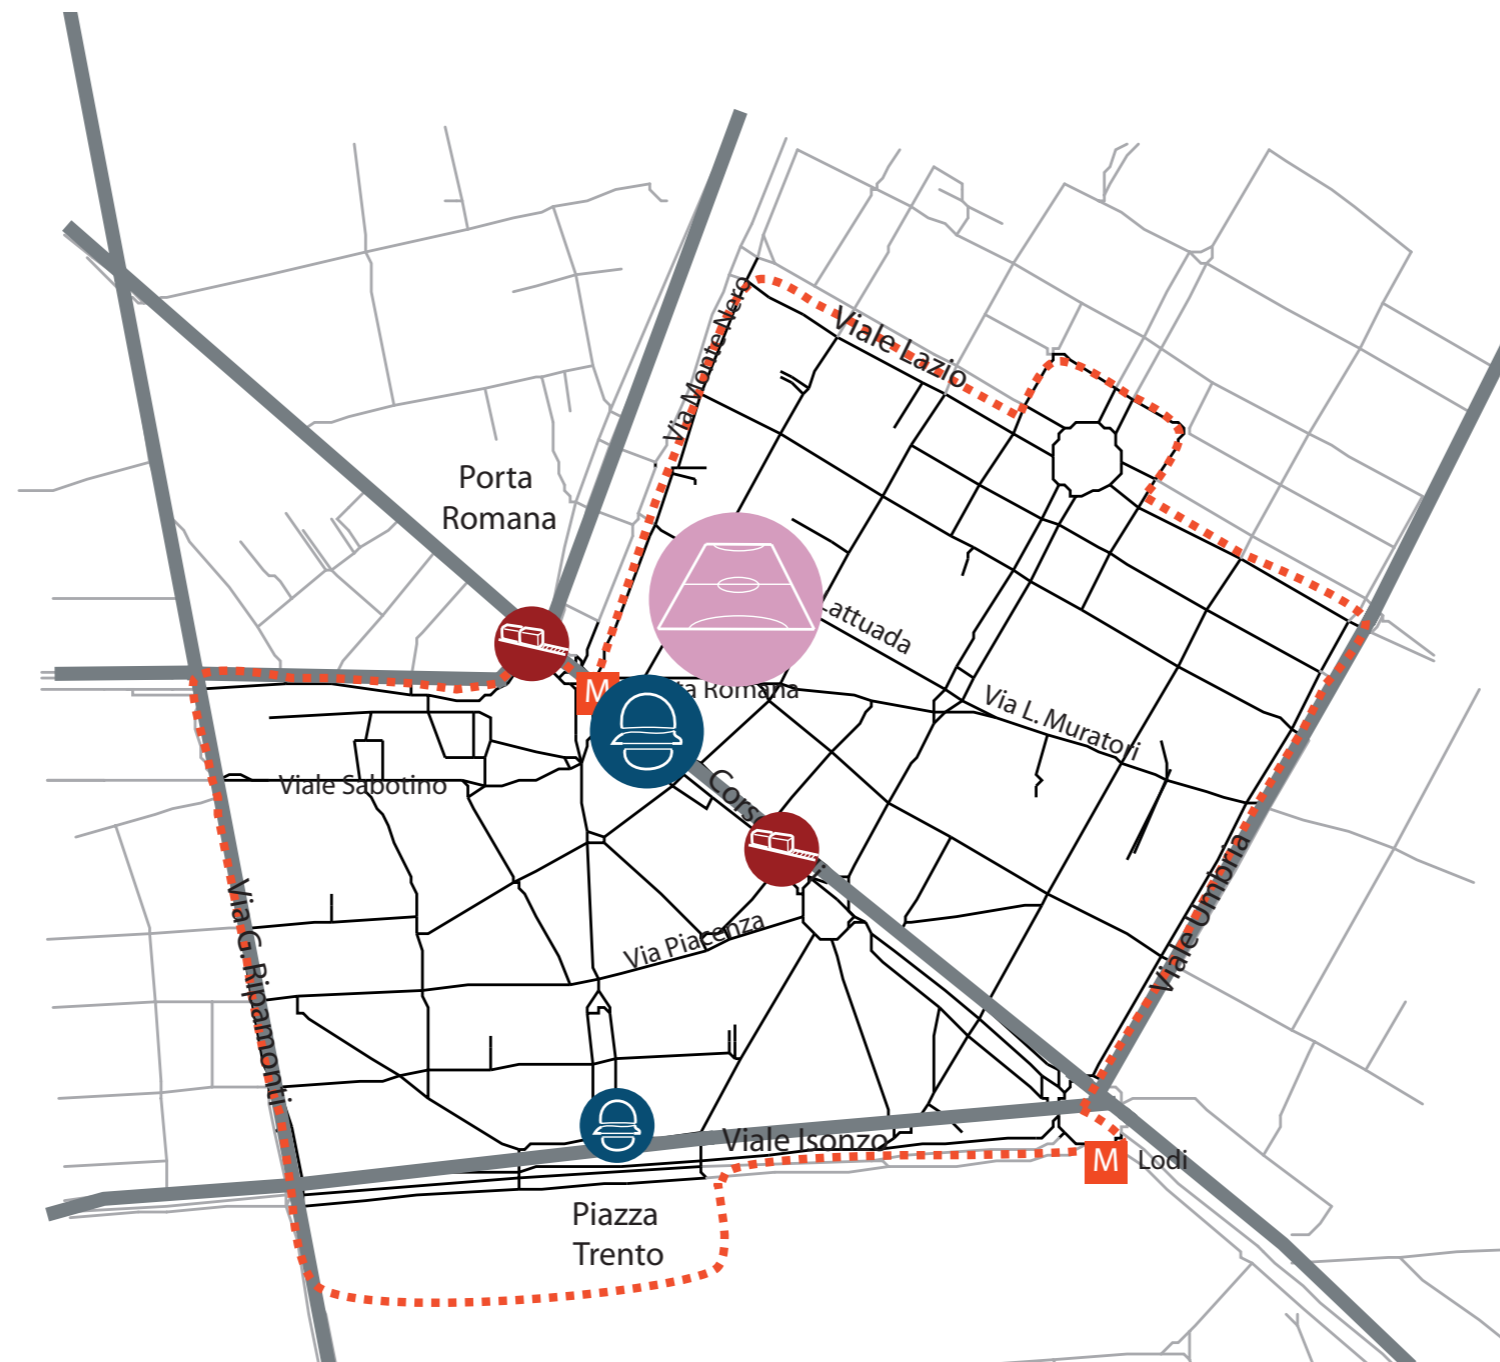 Via Monte Nero
Viale Lazio
Porta
Romana
Lattuada
M
ta Romana
Via L. Muratori
Viale Sabotino
Cors
Viale Umbria
Via G. Ripamonti
Via Piacenza
Viale Isonzo
M Lodi
Piazza
Trento